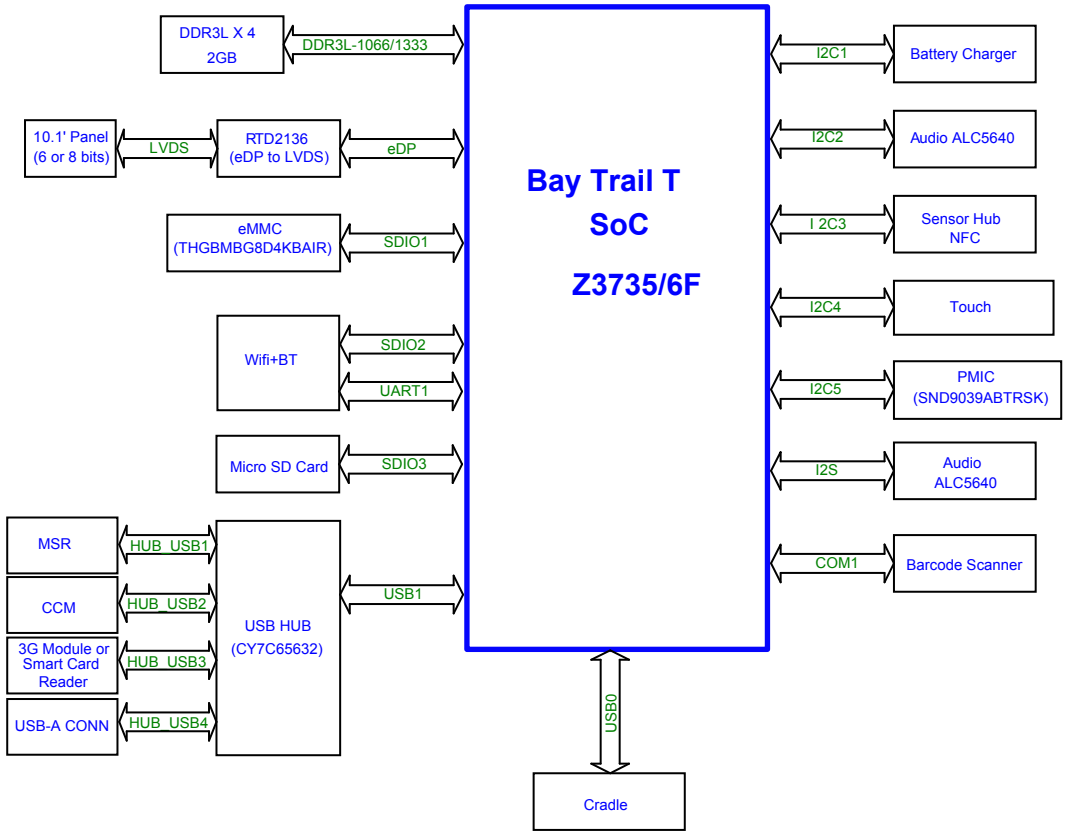 DDR3L X 4
2GB
DDR3L-1066/1333
10.1' Panel
(6 or 8 bits)
LVDS
RTD2136
(eDP to LVDS)
eDP
eMMC
(THGBMBG8D4KBAIR)
SDIO1
Wifi+BT
SDIO2
UART1
Micro SD Card
SDIO3
MSR
HUB_USB1
CCM
HUB_USB2
3G Module or
Smart Card
Reader
HUB_USB3
USB-A CONN
HUB_USB4
USB HUB
(CY7C65632)
USB1
Bay Trail T
SoC
Z3735/6F
I2C1
Battery Charger
I2C2
Audio ALC5640
I 2C3
Sensor Hub
NFC
I2C4
Touch
I2C5
PMIC
(SND9039ABTRSK)
I2S
Audio
ALC5640
COM1
Barcode Scanner
USB0
Cradle